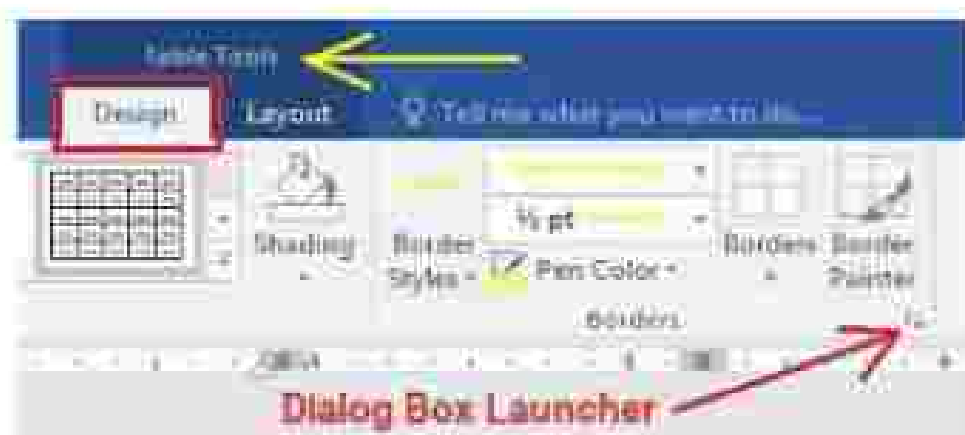 Table Tools
Design Layout Tell me what you want to do...
½ pt
Shading Border Styles Pen Color Borders Border Painter
Borders
Dialog Box Launcher